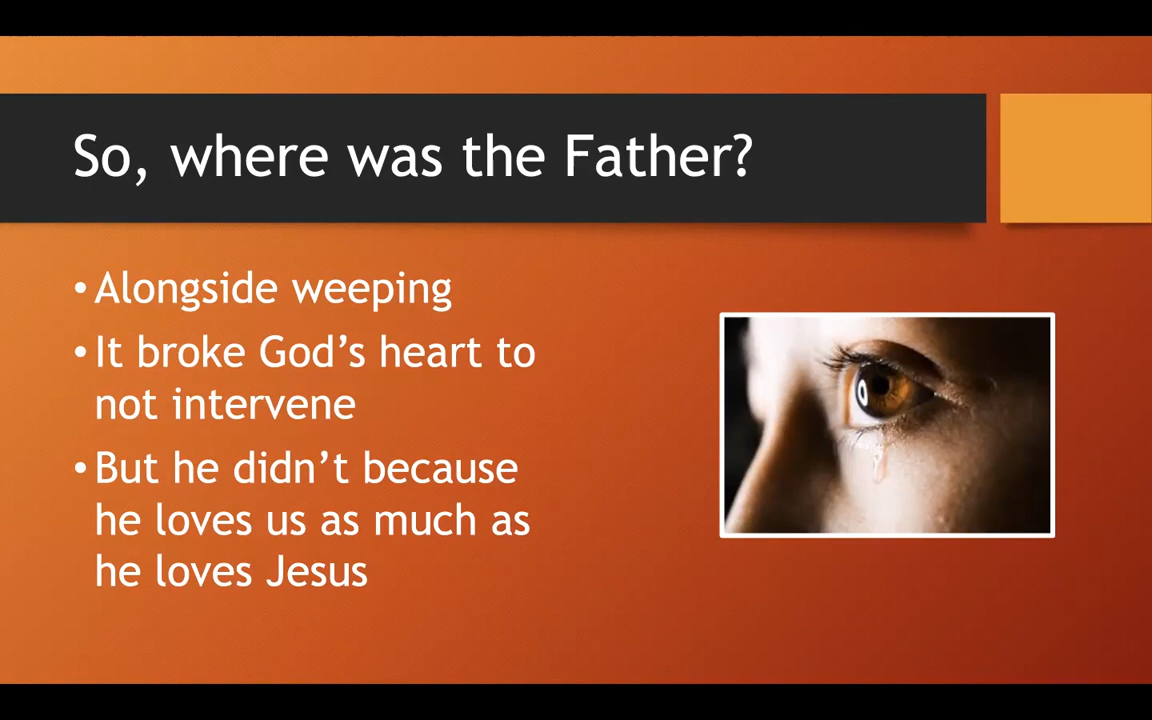 So, where was the Father?
•Alongside weeping
•It broke God’s heart to
not intervene
•But he didn’t because
he loves us as much as
he loves Jesus